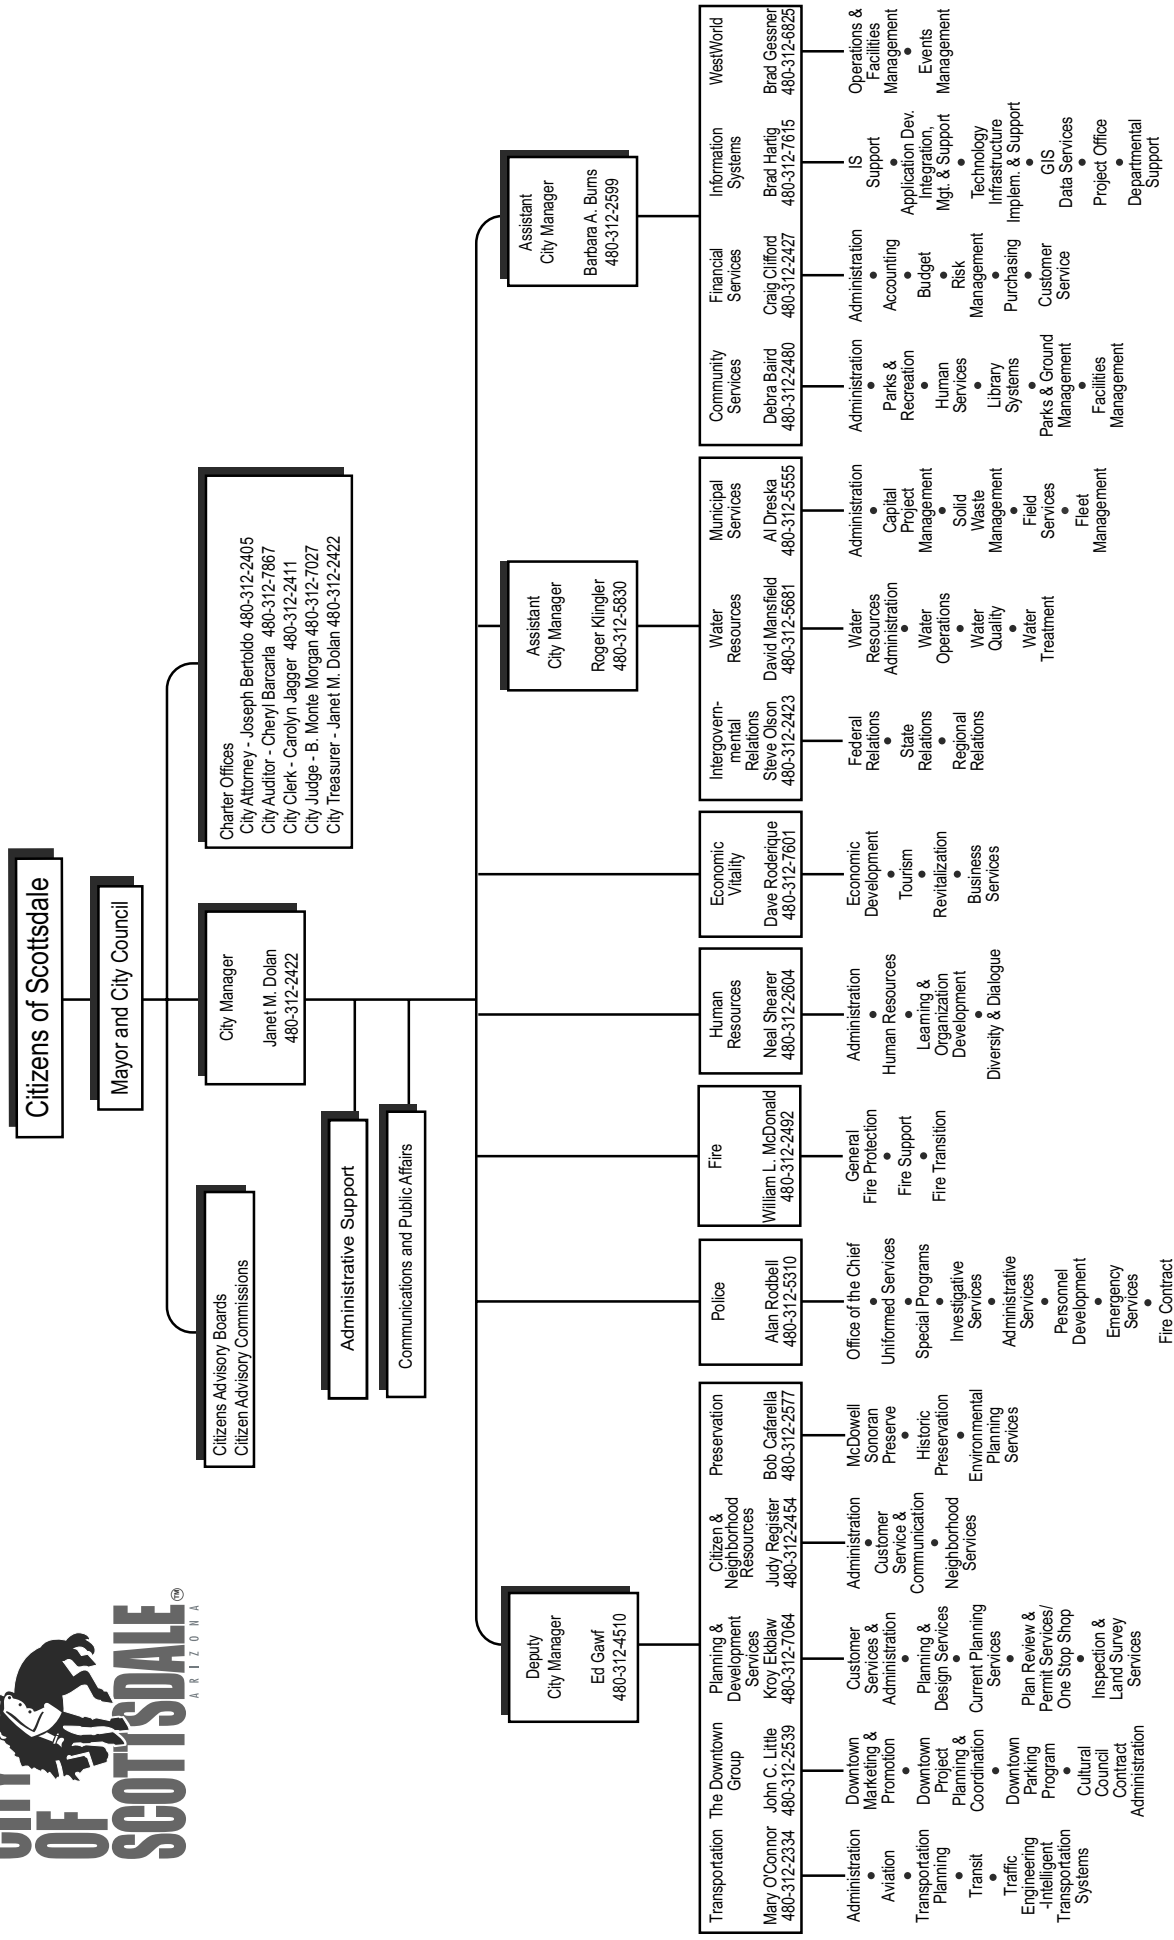 CITY
OF
SCOTTSDALE™
ARIZONA
Citizens of Scottsdale
Mayor and City Council
Citizens Advisory Boards
Citizen Advisory Commissions
City Manager
Janet M. Dolan
480-312-2422
Charter Offices
City Attorney - Joseph Bertoldo 480-312-2405
City Auditor - Cheryl Barcarla 480-312-7867
City Clerk - Carolyn Jagger 480-312-2411
City Judge - B. Monte Morgan 480-312-7027
City Treasurer - Janet M. Dolan 480-312-2422
Administrative Support
Communications and Public Affairs
Deputy
City Manager
Ed Gawf
480-312-4510
Assistant
City Manager
Roger Klingler
480-312-5830
Assistant
City Manager
Barbara A. Burns
480-312-2599
Transportation
Mary O'Connor
480-312-2334
Administration
•
Aviation
•
Transportation
Planning
•
Transit
•
Traffic
Engineering
-Intelligent
Transportation
Systems
The Downtown
Group
John C. Little
480-312-2539
Downtown
Marketing &
Promotion
•
Downtown
Project
Planning &
Coordination
•
Downtown
Parking
Program
•
Cultural
Council
Contract
Administration
Planning &
Development
Services
Kroy Ekblaw
480-312-7064
Customer
Services &
Administration
•
Planning &
Design Services
•
Current Planning
Services
•
Plan Review &
Permit Services/
One Stop Shop
•
Inspection &
Land Survey
Services
Citizen &
Neighborhood
Resources
Judy Register
480-312-2454
Administration
•
Customer
Service &
Communication
•
Neighborhood
Services
Preservation
Bob Cafarella
480-312-2577
McDowell
Sonoran
Preserve
•
Historic
Preservation
•
Environmental
Planning
Services
Police
Alan Rodbell
480-312-5310
Office of the Chief
•
Uniformed Services
•
Special Programs
•
Investigative
Services
•
Administrative
Services
•
Personnel
Development
•
Emergency
Services
•
Fire Contract
Fire
William L. McDonald
480-312-2492
General
Fire Protection
•
Fire Support
•
Fire Transition
Human
Resources
Neal Shearer
480-312-2604
Administration
•
Human Resources
•
Learning &
Organization
Development
•
Diversity & Dialogue
Economic
Vitality
Dave Roderique
480-312-7601
Economic
Development
•
Tourism
•
Revitalization
•
Business
Services
Intergovern-
mental
Relations
Steve Olson
480-312-2423
Federal
Relations
•
State
Relations
•
Regional
Relations
Water
Resources
David Mansfield
480-312-5681
Water
Resources
Administration
•
Water
Operations
•
Water
Quality
•
Water
Treatment
Municipal
Services
Al Dreska
480-312-5555
Administration
•
Capital
Project
Management
•
Solid
Waste
Management
•
Field
Services
•
Fleet
Management
Community
Services
Debra Baird
480-312-2480
Administration
•
Parks &
Recreation
•
Human
Services
•
Library
Systems
•
Parks & Ground
Management
•
Facilities
Management
Financial
Services
Craig Clifford
480-312-2427
Administration
•
Accounting
•
Budget
•
Risk
Management
•
Purchasing
•
Customer
Service
Information
Systems
Brad Hartig
480-312-7615
IS
Support
•
Application Dev.
Integration,
Mgt. & Support
•
Technology
Infrastructure
Implem. & Support
•
GIS
Data Services
•
Project Office
•
Departmental
Support
WestWorld
Brad Gessner
480-312-6825
Operations &
Facilities
Management
•
Events
Management